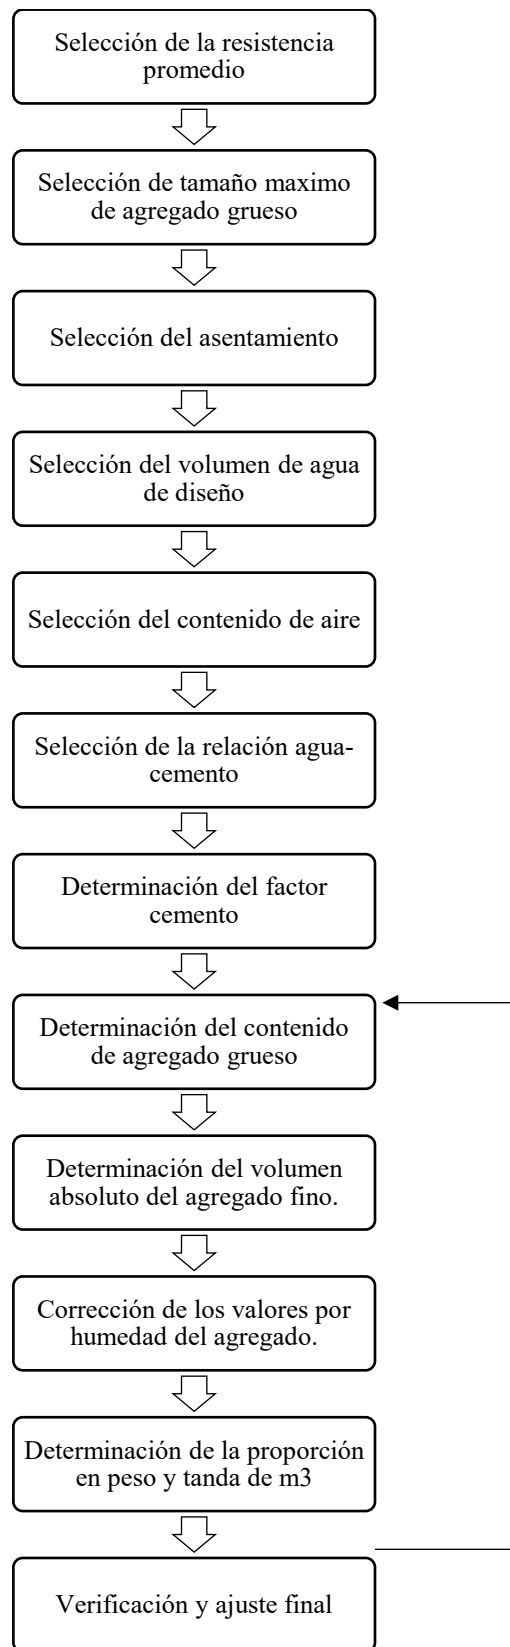 Selección de la resistencia
promedio
Selección de tamaño maximo
de agregado grueso
Selección del asentamiento
Selección del volumen de agua
de diseño
Selección del contenido de aire
Selección de la relación agua-
cemento
Determinación del factor
cemento
Determinación del contenido
de agregado grueso
Determinación del volumen
absoluto del agregado fino.
Corrección de los valores por
humedad del agregado.
Determinación de la proporción
en peso y tanda de m3
Verificación y ajuste final